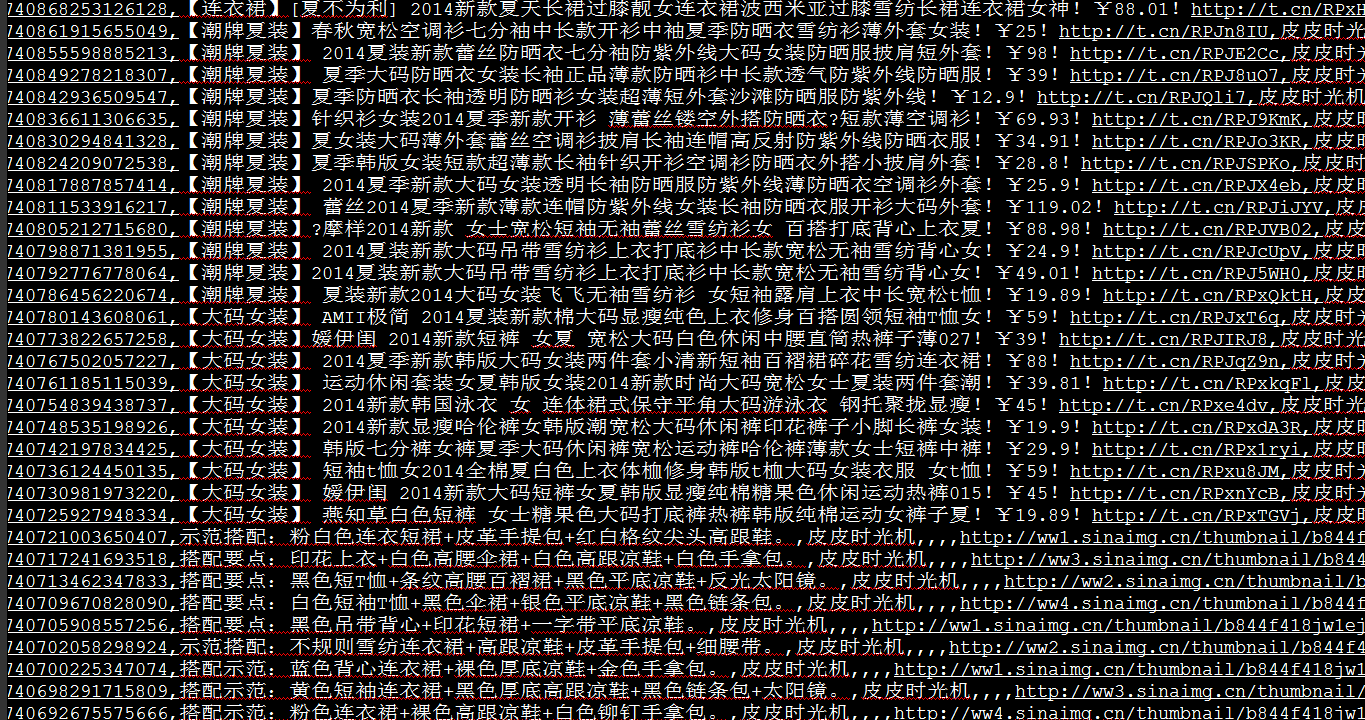 740868253126128,【连衣裙】[夏不为利] 2014新款夏天长裙过膝靓女连衣裙波西米亚过膝雪纺长裙连衣裙女神！￥88.01！http://t.cn/RPxH
740861915655049,【潮牌夏装】春秋宽松空调衫七分袖中长款开衫中袖夏季防晒衣雪纺衫薄外套女装！￥25！http://t.cn/RPJn8IU,皮皮时光
740855598885213,【潮牌夏装】 2014夏装新款蕾丝防晒衣七分袖防紫外线大码女装防晒服披肩短外套！￥98！http://t.cn/RPJE2Cc,皮皮时光
740849278218307,【潮牌夏装】 夏季大码防晒衣女装长袖正品薄款防晒衫中长款透气防紫外线防晒服！￥39！http://t.cn/RPJ8uO7,皮皮时光
740842936509547,【潮牌夏装】夏季防晒衣长袖透明防晒衫女装超薄短外套沙滩防晒服防紫外线！￥12.9！http://t.cn/RPJQli7,皮皮时光机
740836611306635,【潮牌夏装】针织衫女装2014夏季新款开衫 薄蕾丝镂空外搭防晒衣?短款薄空调衫！￥69.93！http://t.cn/RPJ9KmK,皮皮时
740830294841328,【潮牌夏装】夏女装大码薄外套蕾丝空调衫披肩长袖连帽高反射防紫外线防晒衣服！￥34.91！http://t.cn/RPJo3KR,皮皮时
740824209072538,【潮牌夏装】夏季韩版女装短款超薄款长袖针织开衫空调衫防晒衣外搭小披肩外套！￥28.8！http://t.cn/RPJSPKo,皮皮时
740817887857414,【潮牌夏装】 2014夏季新款大码女装透明长袖防晒服防紫外线薄防晒衣空调衫外套！￥25.9！http://t.cn/RPJX4eb,皮皮
740811533916217,【潮牌夏装】 蕾丝2014夏季新款薄款连帽防紫外线女装长袖防晒衣服开衫大码外套！￥119.02！http://t.cn/RPJiJYV,皮皮
740805212715680,【潮牌夏装】?摩样2014新款 女士宽松短袖无袖蕾丝雪纺衫女 百搭打底背心上衣夏！￥88.98！http://t.cn/RPJVB02,皮皮时
740798871381955,【潮牌夏装】 2014夏装新款大码吊带雪纺衫上衣打底衫中长款宽松无袖雪纺背心女！￥24.9！http://t.cn/RPJcUpV,皮皮时
740792776778064,【潮牌夏装】2014夏装新款大码吊带雪纺衫上衣打底衫中长款宽松无袖雪纺背心女！￥49.01！http://t.cn/RPJ5WH0,皮皮
740786456220674,【潮牌夏装】 夏装新款2014大码女装飞飞无袖雪纺衫 女短袖露肩上衣中长宽松t恤！￥19.89！http://t.cn/RPxQktH,皮皮
740780143608061,【大码女装】 AMII极简 2014夏装新款棉大码显瘦纯色上衣修身百搭圆领短袖T恤女！￥59！http://t.cn/RPJxT6q,皮皮时光
740773822657258,【大码女装】媛伊闺 2014新款短裤 女夏 宽松大码白色休闲中腰直筒热裤子薄027！￥39！http://t.cn/RPJIRJ8,皮皮时光机
740767502057227,【大码女装】 2014夏季新款韩版大码女装两件套小清新短袖百褶裙碎花雪纺连衣裙！￥88！http://t.cn/RPJqZ9n,皮皮时光
740761185115039,【大码女装】 运动休闲套装女夏韩版女装2014新款时尚大码宽松女士夏装两件套潮！￥39.81！http://t.cn/RPxkqFl,皮皮时
740754839438737,【大码女装】 2014新款韩国泳衣 女 连体裙式保守平角大码游泳衣 钢托聚拢显瘦！￥45！http://t.cn/RPxe4dv,皮皮时光
740748535198926,【大码女装】 2014新款显瘦哈伦裤女韩版潮宽松大码休闲裤印花裤子小脚长裤女装！￥19.9！http://t.cn/RPxdA3R,皮皮时
740742197834425,【大码女装】 韩版七分裤女裤夏季大码休闲裤宽松运动裤哈伦裤薄款女士短裤中裤！￥29.9！http://t.cn/RPx1ryi,皮皮时
740736124450135,【大码女装】 短袖t恤女2014全棉夏白色上衣体桖修身韩版t桖大码女装衣服 女t恤！￥59！http://t.cn/RPxu8JM,皮皮时光
740730981973220,【大码女装】 媛伊闺 2014新款大码短裤女夏韩版显瘦纯棉糖果色休闲运动热裤015！￥45！http://t.cn/RPxnYcB,皮皮时光
740725927948334,【大码女装】 燕知草白色短裤 女士糖果色大码打底裤热裤韩版纯棉运动女裤子夏！￥19.89！http://t.cn/RPxTGVj,皮皮时
740721003650407,示范搭配：粉白色连衣短裙+皮革手提包+红白格纹尖头高跟鞋。,皮皮时光机,,,,http://ww1.sinaimg.cn/thumbnail/b844f
740717241693518,搭配要点：印花上衣+白色高腰伞裙+白色高跟凉鞋+白色手拿包。,皮皮时光机,,,,http://ww3.sinaimg.cn/thumbnail/b844
740713462347833,搭配要点：黑色短T恤+条纹高腰百褶裙+黑色平底凉鞋+反光太阳镜。,皮皮时光机,,,,http://ww2.sinaimg.cn/thumbnail/b
740709670828090,搭配要点：白色短袖T恤+黑色伞裙+银色平底凉鞋+黑色链条包。,皮皮时光机,,,,http://ww4.sinaimg.cn/thumbnail/b844f
740705908557256,搭配要点：黑色吊带背心+印花短裙+一字带平底凉鞋。,皮皮时光机,,,,http://ww1.sinaimg.cn/thumbnail/b844f418jw1ej
740702058298924,示范搭配：不规则雪纺连衣裙+高跟凉鞋+皮革手提包+细腰带。,皮皮时光机,,,,http://ww2.sinaimg.cn/thumbnail/b844f4
740700225347074,搭配示范：蓝色背心连衣裙+裸色厚底凉鞋+金色手拿包。,皮皮时光机,,,,http://ww1.sinaimg.cn/thumbnail/b844f418jw1
740698291715809,搭配示范：黄色短袖连衣裙+黑色厚底高跟凉鞋+黑色链条包+太阳镜。,皮皮时光机,,,,http://ww3.sinaimg.cn/thumbnail/
740692675575666,搭配示范：粉色连衣裙+裸色高跟凉鞋+白色铆钉手拿包。,皮皮时光机,,,,http://ww4.sinaimg.cn/thumbnail/b844f418jw1